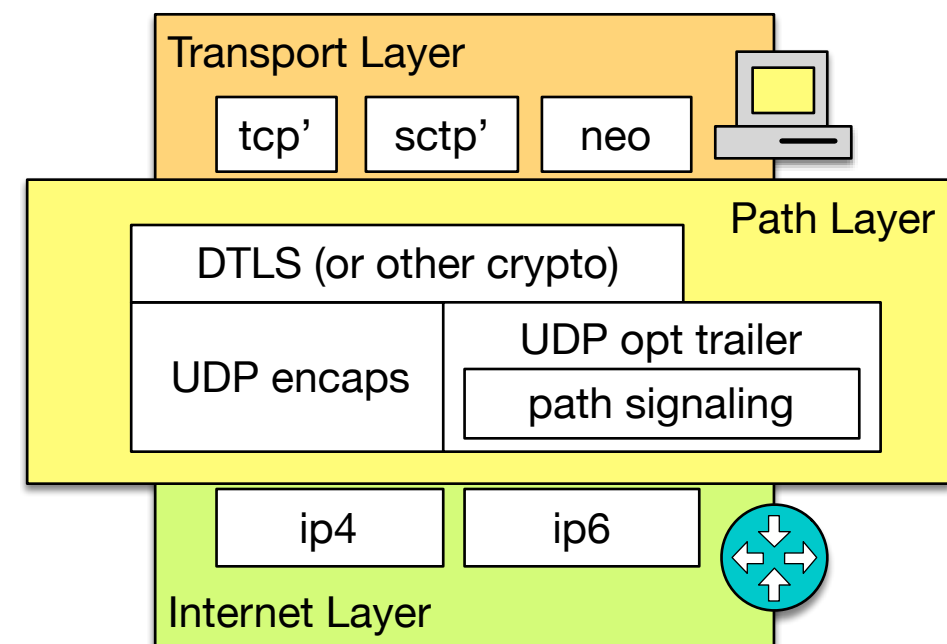 Transport Layer
tcp’
sctp’
neo
Path Layer
DTLS (or other crypto)
UDP encaps
UDP opt trailer
path signaling
ip4
ip6
Internet Layer